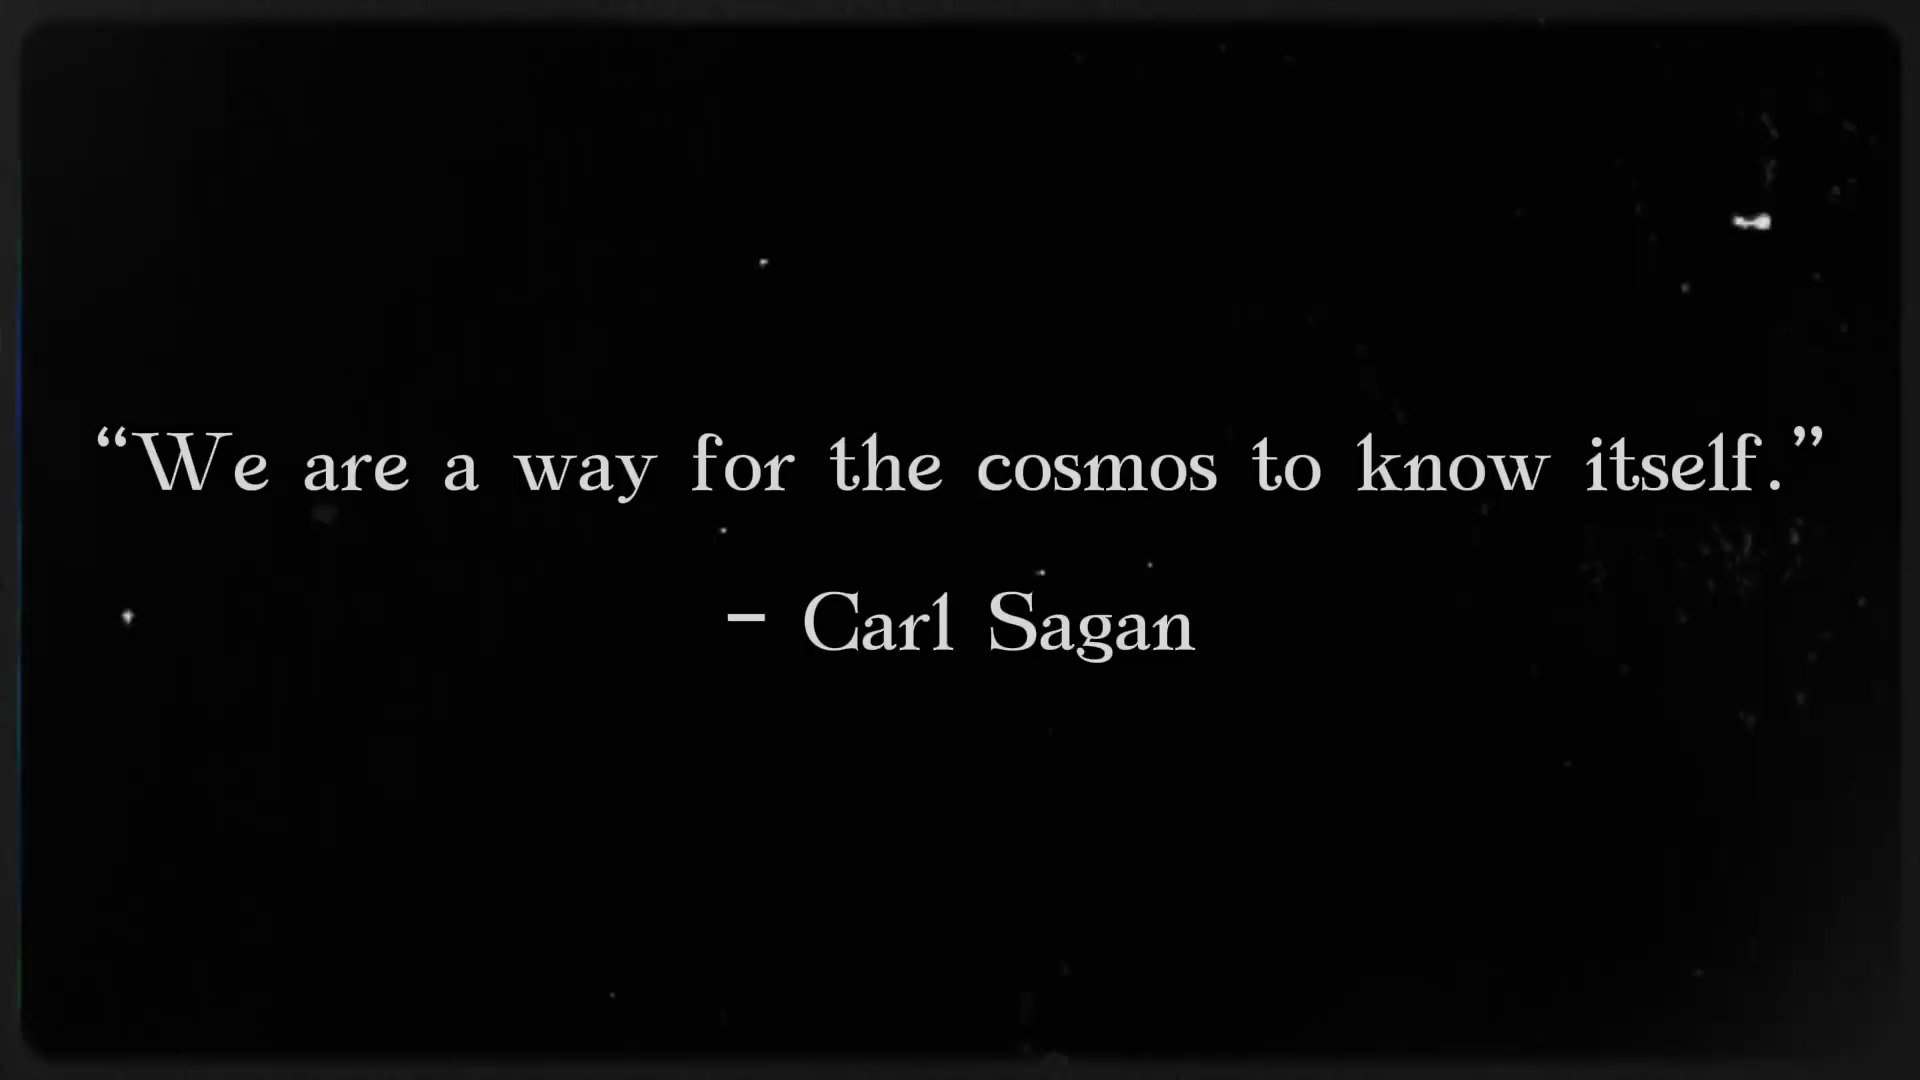 “We are a way for the cosmos to know itself.”
– Carl Sagan